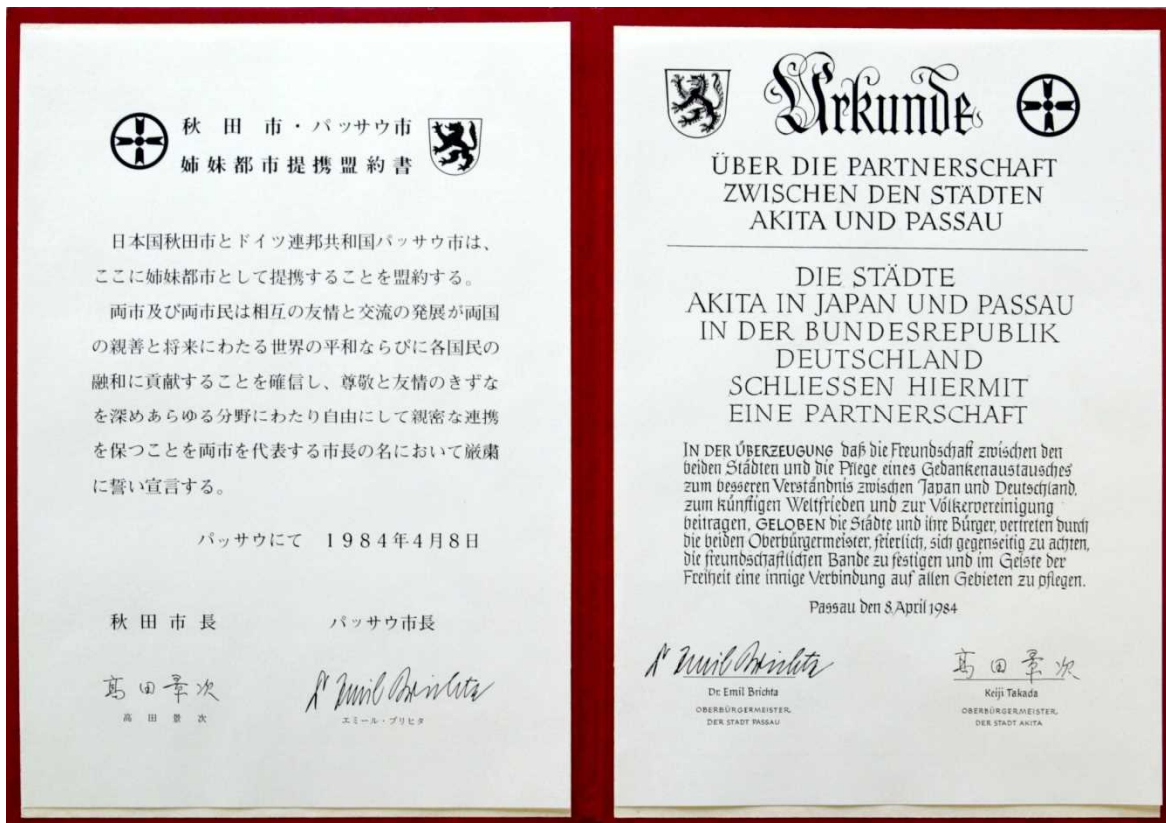 秋田市・パッサウ市
姉妹都市提携盟約書
日本国秋田市とドイツ連邦共和国パッサウ市は、
ここに姉妹都市として提携することを盟約する。
両市及び両市民は相互の友情と交流の発展が両国
の親善と将来にわたる世界の平和ならびに各国民の
融和に貢献することを確信し、尊敬と友情のきずな
を深めあらゆる分野にわたり自由にして親密な連携
を保つことを両市を代表する市長の名において厳粛
に誓い宣言する。
パッサウにて 1984年4月8日
秋田市長 パッサウ市長
高田景次 Dr Emil Brichta
高田景次 エミール・ブリヒタ
Urkunde
ÜBER DIE PARTNERSCHAFT
ZWISCHEN DEN STÄDTEN
AKITA UND PASSAU
DIE STÄDTE
AKITA IN JAPAN UND PASSAU
IN DER BUNDESREPUBLIK
DEUTSCHLAND
SCHLIESSEN HIERMIT
EINE PARTNERSCHAFT
IN DER ÜBERZEUGUNG daß die Freundschaft zwischen den
beiden Städten und die Pflege eines Gedankenaustausches
zum besseren Verständnis zwischen Japan und Deutschland,
zum künftigen Weltfrieden und zur Völkervereinigung
beitragen, GELOBEN die Städte und ihre Bürger, vertreten durch
die beiden Oberbürgermeister, feierlich, sich gegenseitig zu achten,
die freundschaftlichen Bande zu festigen und im Geiste der
Freiheit eine innige Verbindung auf allen Gebieten zu pflegen.
Passau den 8. April 1984
Dr Emil Brichta 高田景次
Dr. Emil Brichta Keiji Takada
OBERBÜRGERMEISTER OBERBÜRGERMEISTER
DER STADT PASSAU DER STADT AKITA